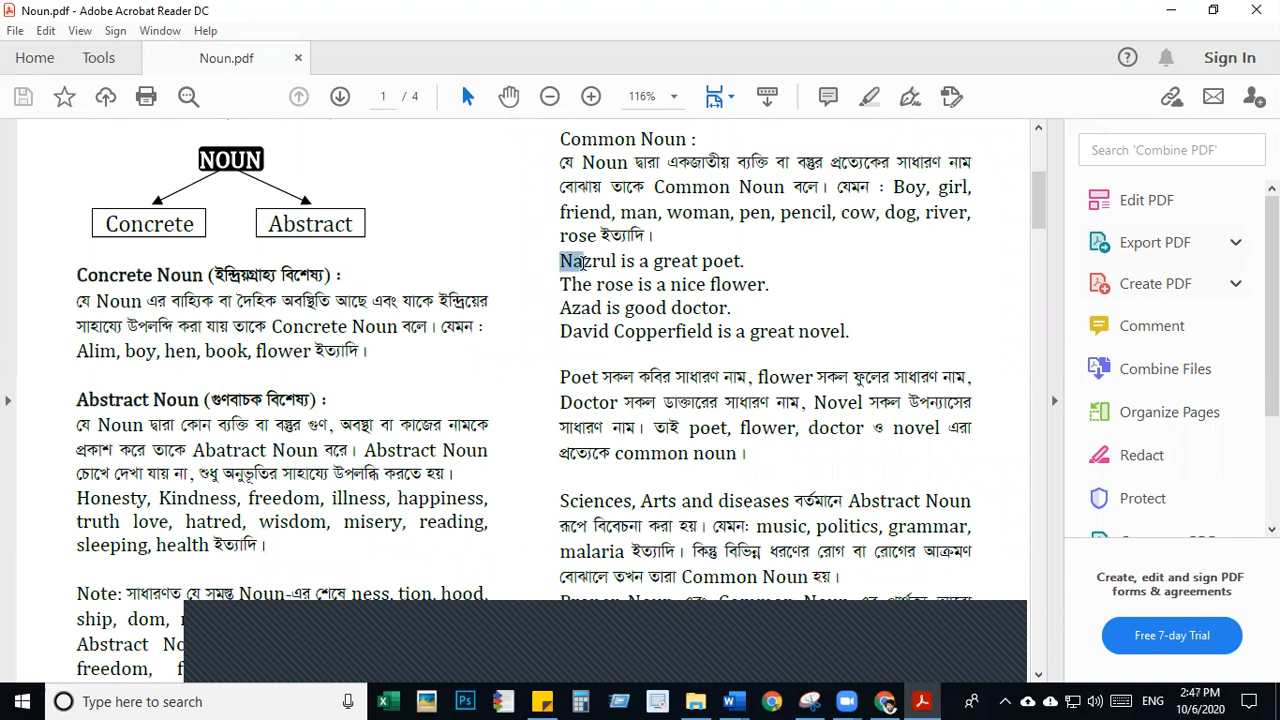 Noun.pdf - Adobe Acrobat Reader DC
File Edit View Sign Window Help
Home Tools Noun.pdf Sign In
1 / 4 116%
NOUN
Concrete Abstract
Concrete Noun (ইন্দ্রিয়গ্রাহ্য বিশেষ্য) :
যে Noun এর বাহ্যিক বা দৈহিক অবস্থিতি আছে এবং যাকে ইন্দ্রিয়ের
সাহায্যে উপলব্দি করা যায় তাকে Concrete Noun বলে। যেমন :
Alim, boy, hen, book, flower ইত্যাদি।
Abstract Noun (গুণবাচক বিশেষ্য) :
যে Noun দ্বারা কোন ব্যক্তি বা বস্তুর গুণ, অবস্থা বা কাজের নামকে
প্রকাশ করে তাকে Abatract Noun বরে। Abstract Noun
চোখে দেখা যায় না, শুধু অনুভূতির সাহায্যে উপলব্ধি করতে হয়।
Honesty, Kindness, freedom, illness, happiness,
truth love, hatred, wisdom, misery, reading,
sleeping, health ইত্যাদি।
Note: সাধারণত যে সমস্ত Noun-এর শেষে ness, tion, hood,
ship, dom,
Abstract
freedom,
Common Noun :
যে Noun দ্বারা একজাতীয় ব্যক্তি বা বস্তুর প্রত্যেকের সাধারণ নাম
বোঝায় তাকে Common Noun বলে। যেমন : Boy, girl,
friend, man, woman, pen, pencil, cow, dog, river,
rose ইত্যাদি।
Nazrul is a great poet.
The rose is a nice flower.
Azad is good doctor.
David Copperfield is a great novel.
Poet সকল কবির সাধারণ নাম, flower সকল ফুলের সাধারণ নাম,
Doctor সকল ডাক্তারের সাধারণ নাম, Novel সকল উপন্যাসের
সাধারণ নাম। তাই poet, flower, doctor ও novel এরা
প্রত্যেকে common noun।
Sciences, Arts and diseases বর্তমানে Abstract Noun
রূপে বিবেচনা করা হয়। যেমন: music, politics, grammar,
malaria ইত্যাদি। কিন্তু বিভিন্ন ধরণের রোগ বা রোগের আক্রমণ
বোঝালে তখন তারা Common Noun হয়।
Search 'Combine PDF'
Edit PDF
Export PDF
Create PDF
Comment
Combine Files
Organize Pages
Redact
Protect
Create, edit and sign PDF
forms & agreements
Free 7-day Trial
Type here to search
ENG
2:47 PM
10/6/2020